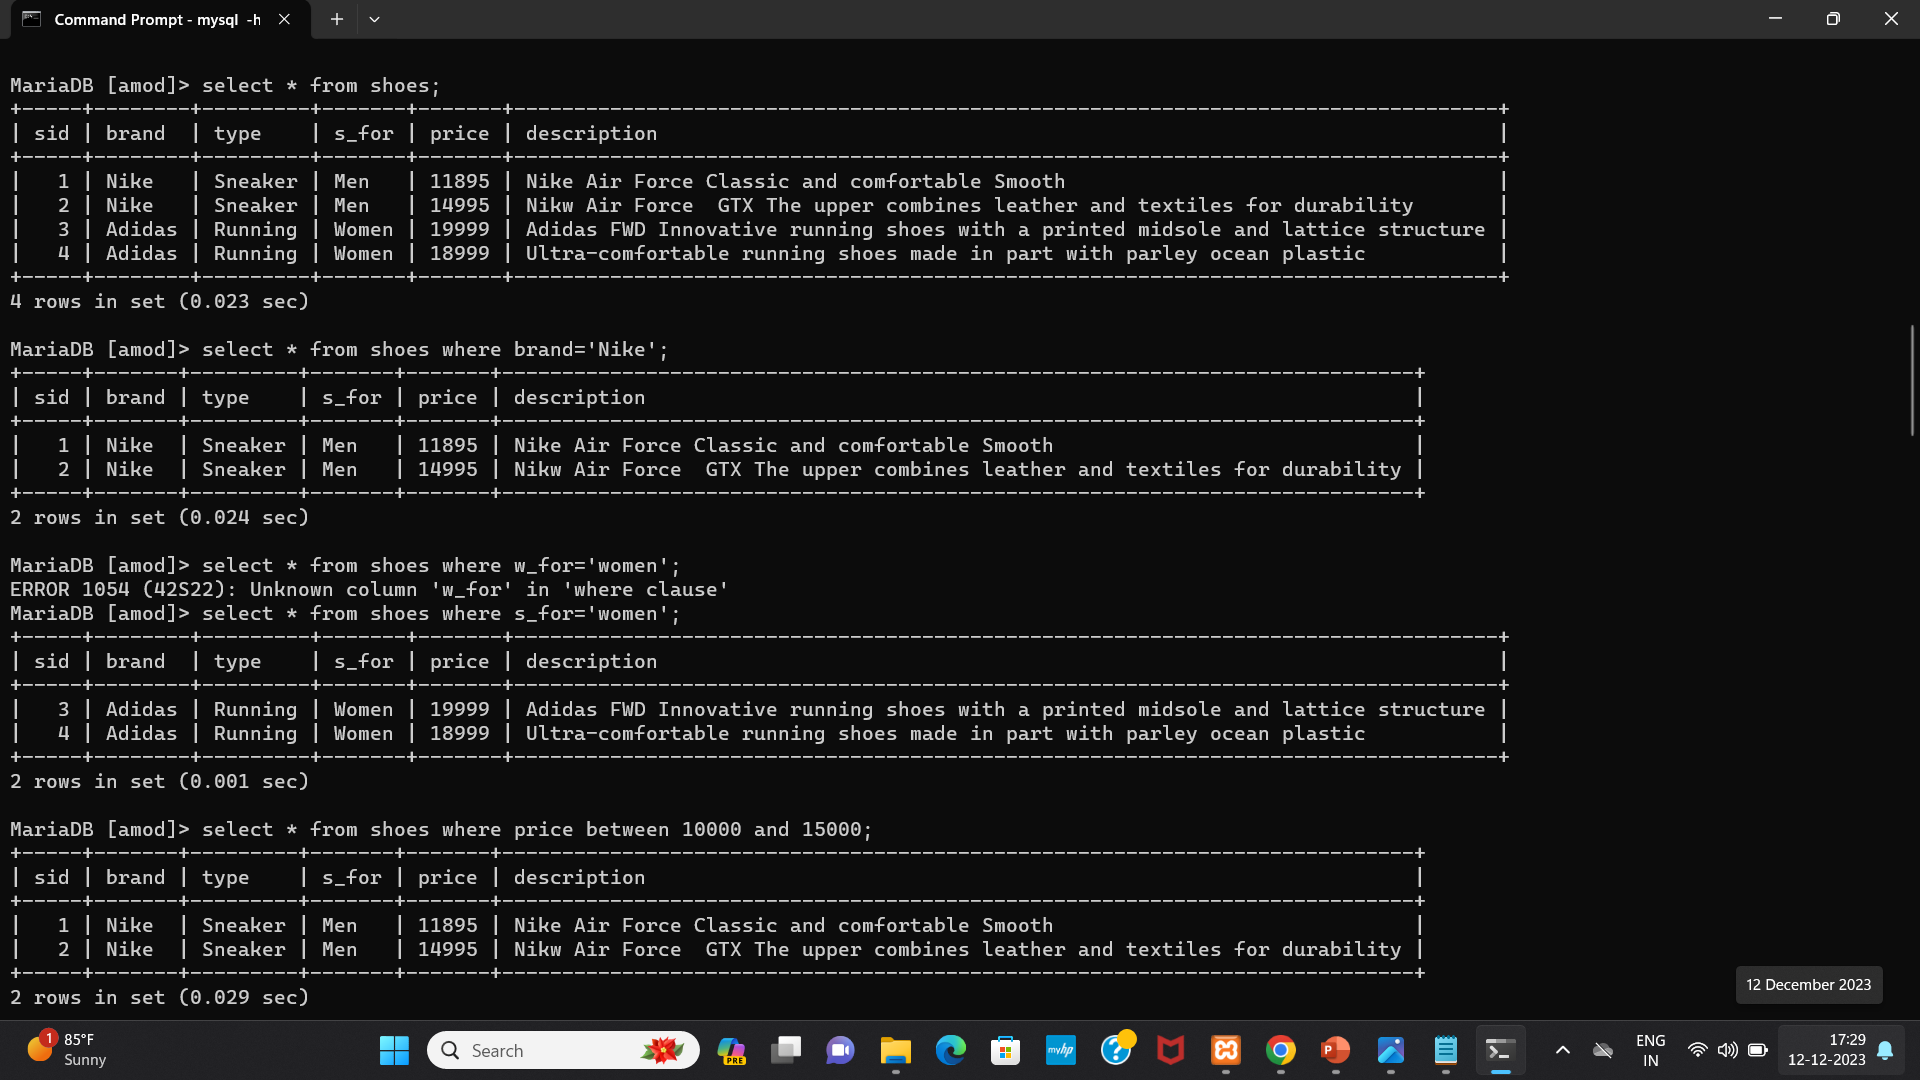 Command Prompt - mysql -h
MariaDB [amod]> select * from shoes;
+-----+--------+---------+-------+-------+----------------------------------------------------------------------------------+
| sid | brand  | type    | s_for | price | description                                                                      |
+-----+--------+---------+-------+-------+----------------------------------------------------------------------------------+
|   1 | Nike   | Sneaker | Men   | 11895 | Nike Air Force Classic and comfortable Smooth                                    |
|   2 | Nike   | Sneaker | Men   | 14995 | Nikw Air Force  GTX The upper combines leather and textiles for durability       |
|   3 | Adidas | Running | Women | 19999 | Adidas FWD Innovative running shoes with a printed midsole and lattice structure |
|   4 | Adidas | Running | Women | 18999 | Ultra-comfortable running shoes made in part with parley ocean plastic           |
+-----+--------+---------+-------+-------+----------------------------------------------------------------------------------+
4 rows in set (0.023 sec)
MariaDB [amod]> select * from shoes where brand='Nike';
+-----+-------+---------+-------+-------+----------------------------------------------------------------------------+
| sid | brand | type    | s_for | price | description                                                                |
+-----+-------+---------+-------+-------+----------------------------------------------------------------------------+
|   1 | Nike  | Sneaker | Men   | 11895 | Nike Air Force Classic and comfortable Smooth                              |
|   2 | Nike  | Sneaker | Men   | 14995 | Nikw Air Force  GTX The upper combines leather and textiles for durability |
+-----+-------+---------+-------+-------+----------------------------------------------------------------------------+
2 rows in set (0.024 sec)
MariaDB [amod]> select * from shoes where w_for='women';
ERROR 1054 (42S22): Unknown column 'w_for' in 'where clause'
MariaDB [amod]> select * from shoes where s_for='women';
+-----+--------+---------+-------+-------+----------------------------------------------------------------------------------+
| sid | brand  | type    | s_for | price | description                                                                      |
+-----+--------+---------+-------+-------+----------------------------------------------------------------------------------+
|   3 | Adidas | Running | Women | 19999 | Adidas FWD Innovative running shoes with a printed midsole and lattice structure |
|   4 | Adidas | Running | Women | 18999 | Ultra-comfortable running shoes made in part with parley ocean plastic           |
+-----+--------+---------+-------+-------+----------------------------------------------------------------------------------+
2 rows in set (0.001 sec)
MariaDB [amod]> select * from shoes where price between 10000 and 15000;
+-----+-------+---------+-------+-------+----------------------------------------------------------------------------+
| sid | brand | type    | s_for | price | description                                                                |
+-----+-------+---------+-------+-------+----------------------------------------------------------------------------+
|   1 | Nike  | Sneaker | Men   | 11895 | Nike Air Force Classic and comfortable Smooth                              |
|   2 | Nike  | Sneaker | Men   | 14995 | Nikw Air Force  GTX The upper combines leather and textiles for durability |
+-----+-------+---------+-------+-------+----------------------------------------------------------------------------+
2 rows in set (0.029 sec)
12 December 2023
1
85°F
Sunny
Search
PRE
myhp
P
ENG
IN
17:29
12-12-2023